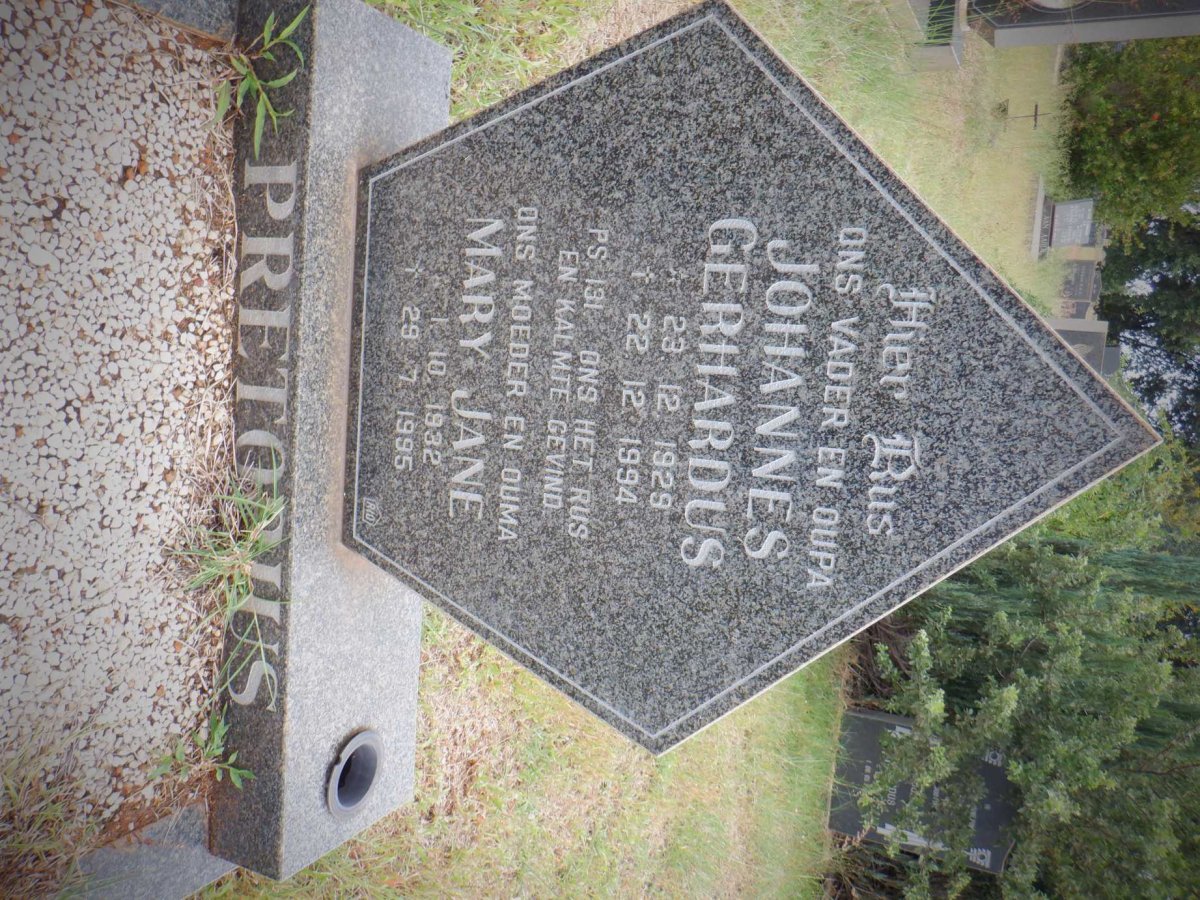 Hier Rus
ONS VADER EN OUPA
JOHANNES
GERHARDUS
23 12 1929
22 12 1994
PS 131 ONS HET RUS
EN KALMTE GEVIND
ONS MOEDER EN OUMA
MARY JANE
1 10 1932
29 7 1995
PRETORIUS